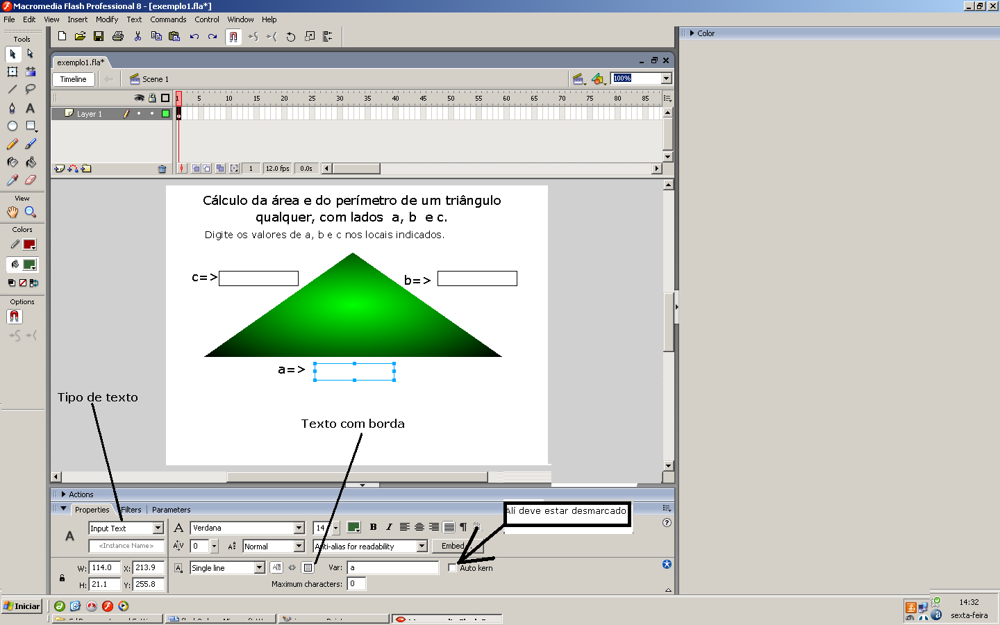 Macromedia Flash Professional 8 - [exemplo1.fla*]
File Edit View Insert Modify Text Commands Control Window Help
Tools
Color
exemplo1.fla*
Timeline
Scene 1
100%
1 5 10 15 20 25 30 35 40 45 50 55 60 65 70 75 80 85
Layer 1
1 12.0 fps 0.0s
View
Colors
Options
Cálculo da área e do perímetro de um triângulo
qualquer, com lados a, b e c.
Digite os valores de a, b e c nos locais indicados.
c=>
b=>
a=>
Tipo de texto
Texto com borda
Actions
Properties Filters Parameters
Alí deve estar desmarcado
Input Text
A Verdana 14 B I
<Instance Name>
0 Normal Anti-alias for readability Embed
W: 114.0 X: 213.9
Single line Var: a Auto kern
H: 21.1 Y: 255.8
Maximum characters: 0
Iniciar
14:32
sexta-feira